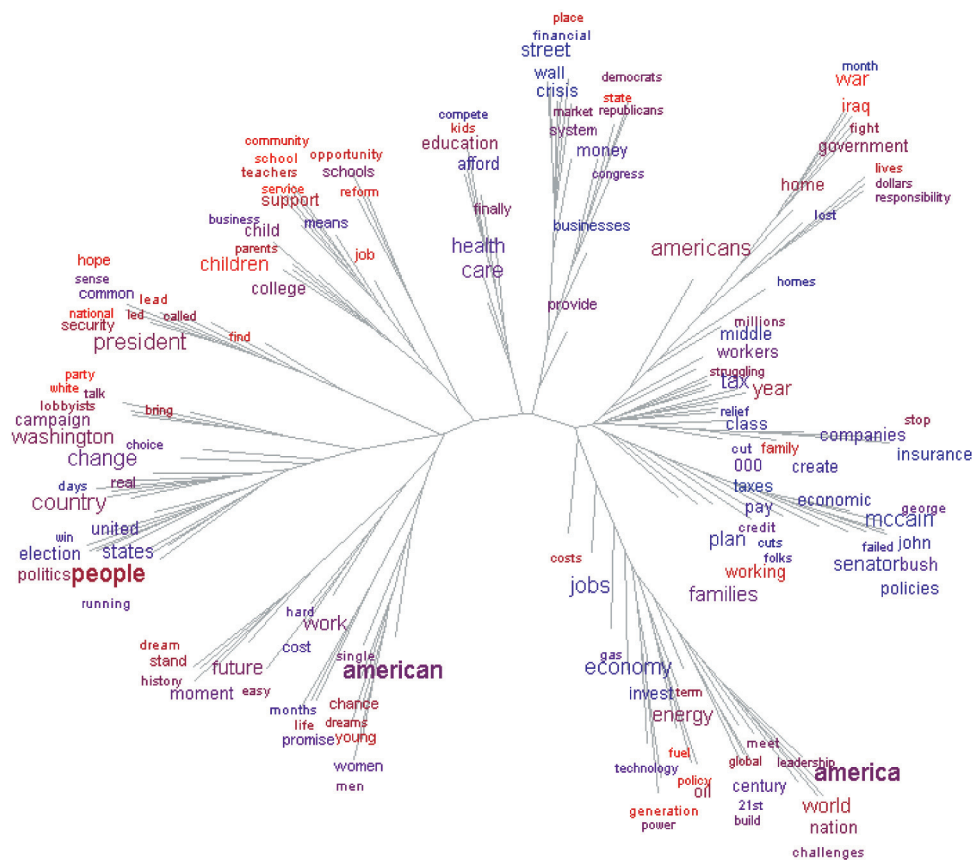 place
financial
street
wall
crisis
democrats
state
market republicans
system
money
congress
businesses
provide
compete
kids
education
afford
finally
health
care
month
war
iraq
fight
government
lives
home dollars
responsibility
lost
americans
homes
community
school opportunity
teachers schools
service reform
support
business means
child
parents job
children
college
hope
sense
common lead
national led called
security
president find
party
white talk
lobbyists bring
campaign
washington choice
change
real
days
country
win united
election states
politics people
running
millions
middle
workers
struggling
tax year
relief stop
class companies
cut family insurance
000 create
taxes economic
pay george
credit mccain
plan cuts failed john
folks senator bush
working policies
families
costs
jobs
hard work
dream cost
stand future single
history american
moment easy
months chance
life dreams
promise young
women
men
gas
economy
invest term
energy
meet
fuel global leadership
technology america
policy century
oil
generation 21st world
power build nation
challenges